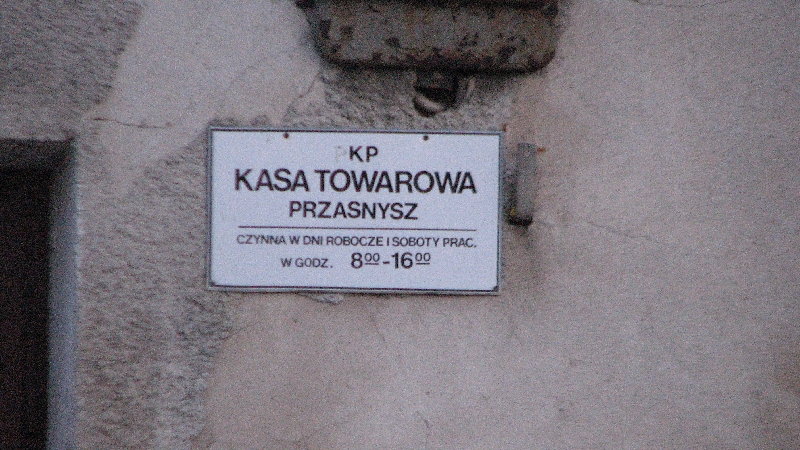 PKP
KASA TOWAROWA
PRZASNYSZ
CZYNNA W DNI ROBOCZE I SOBOTY PRAC.
W GODZ. 8⁰⁰-16⁰⁰